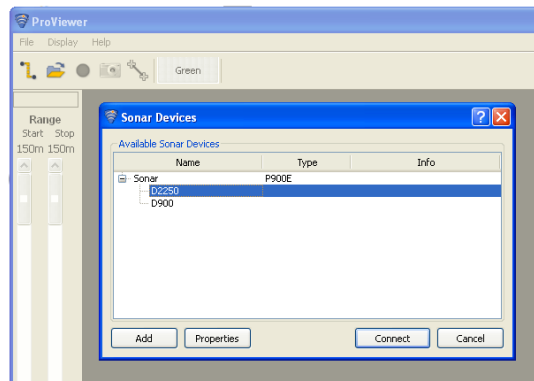 ProViewer
File Display Help
Green
Range
Start Stop
150m 150m
Sonar Devices
Available Sonar Devices
Name Type Info
Sonar P900E
D2250
D900
Add Properties Connect Cancel